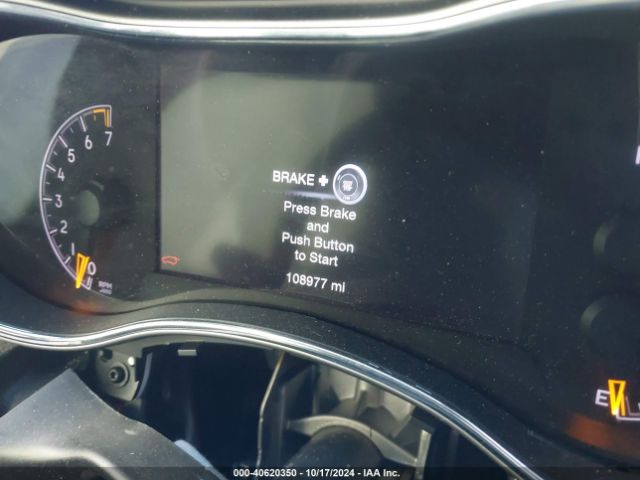 7
6
5
4
3
2
1
0
RPM
BRAKE +
Press Brake
and
Push Button
to Start
108977 mi
E
000-40620350 - 10/17/2024 - IAA Inc.